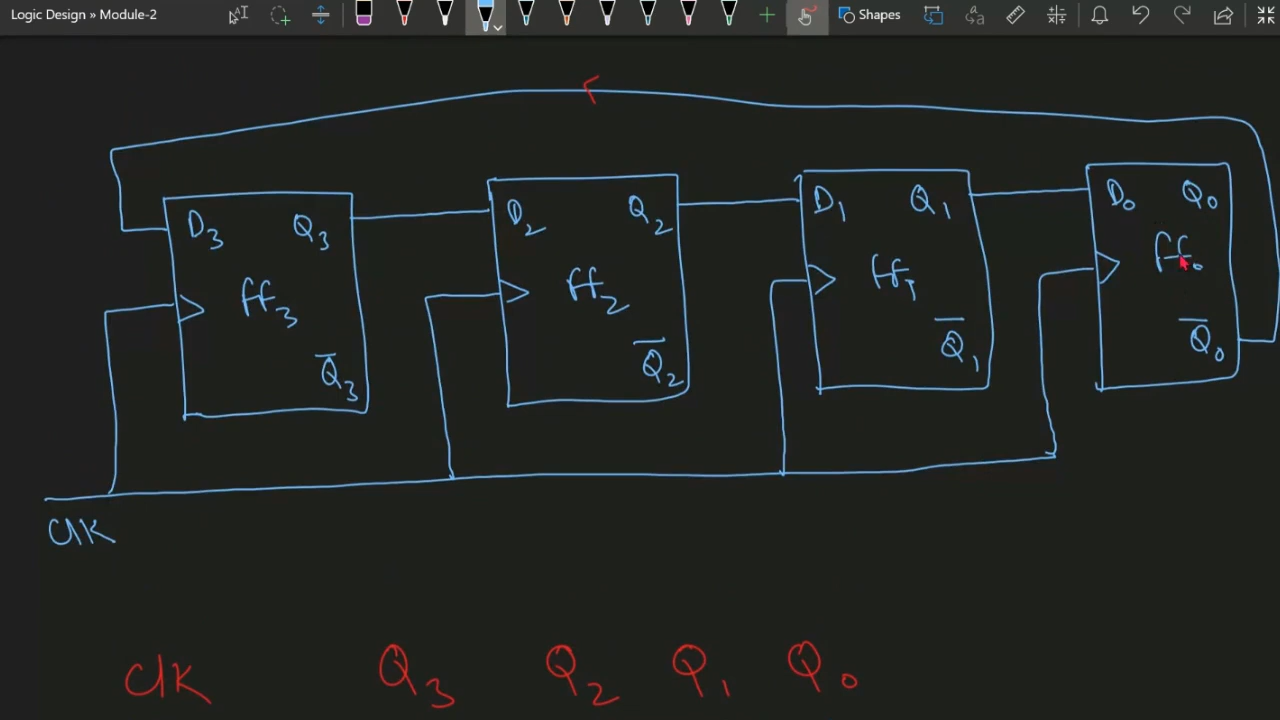 Logic Design » Module-2
Shapes
D3 Q3 D2 Q2 D1 Q1 D0 Q0
ff3 ff2 ff1 ff0
Q̅3 Q̅2 Q̅1 Q̅0
Clk
Clk Q3 Q2 Q1 Q0